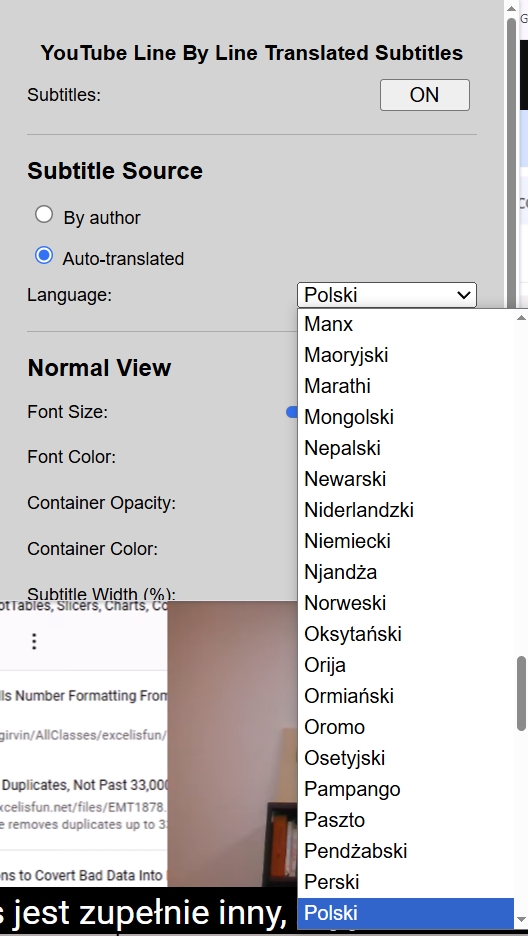 YouTube Line By Line Translated Subtitles
Subtitles:
ON
Subtitle Source
By author
Auto-translated
Language:
Polski
Manx
Maoryjski
Marathi
Mongolski
Nepalski
Newarski
Niderlandzki
Niemiecki
Njandża
Norweski
Oksytański
Orija
Ormiański
Oromo
Osetyjski
Pampango
Paszto
Pendżabski
Perski
Polski
Normal View
Font Size:
Font Color:
Container Opacity:
Container Color:
Subtitle Width (%):
Slicers, Charts,
Number Formatting From
girvin/AllClasses/excelisfun/
Duplicates, Not Past 33,000
xcelisfun.net/files/EMT1878.
e removes duplicates up to 3
to Covert Bad Data Into
jest zupełnie inny,